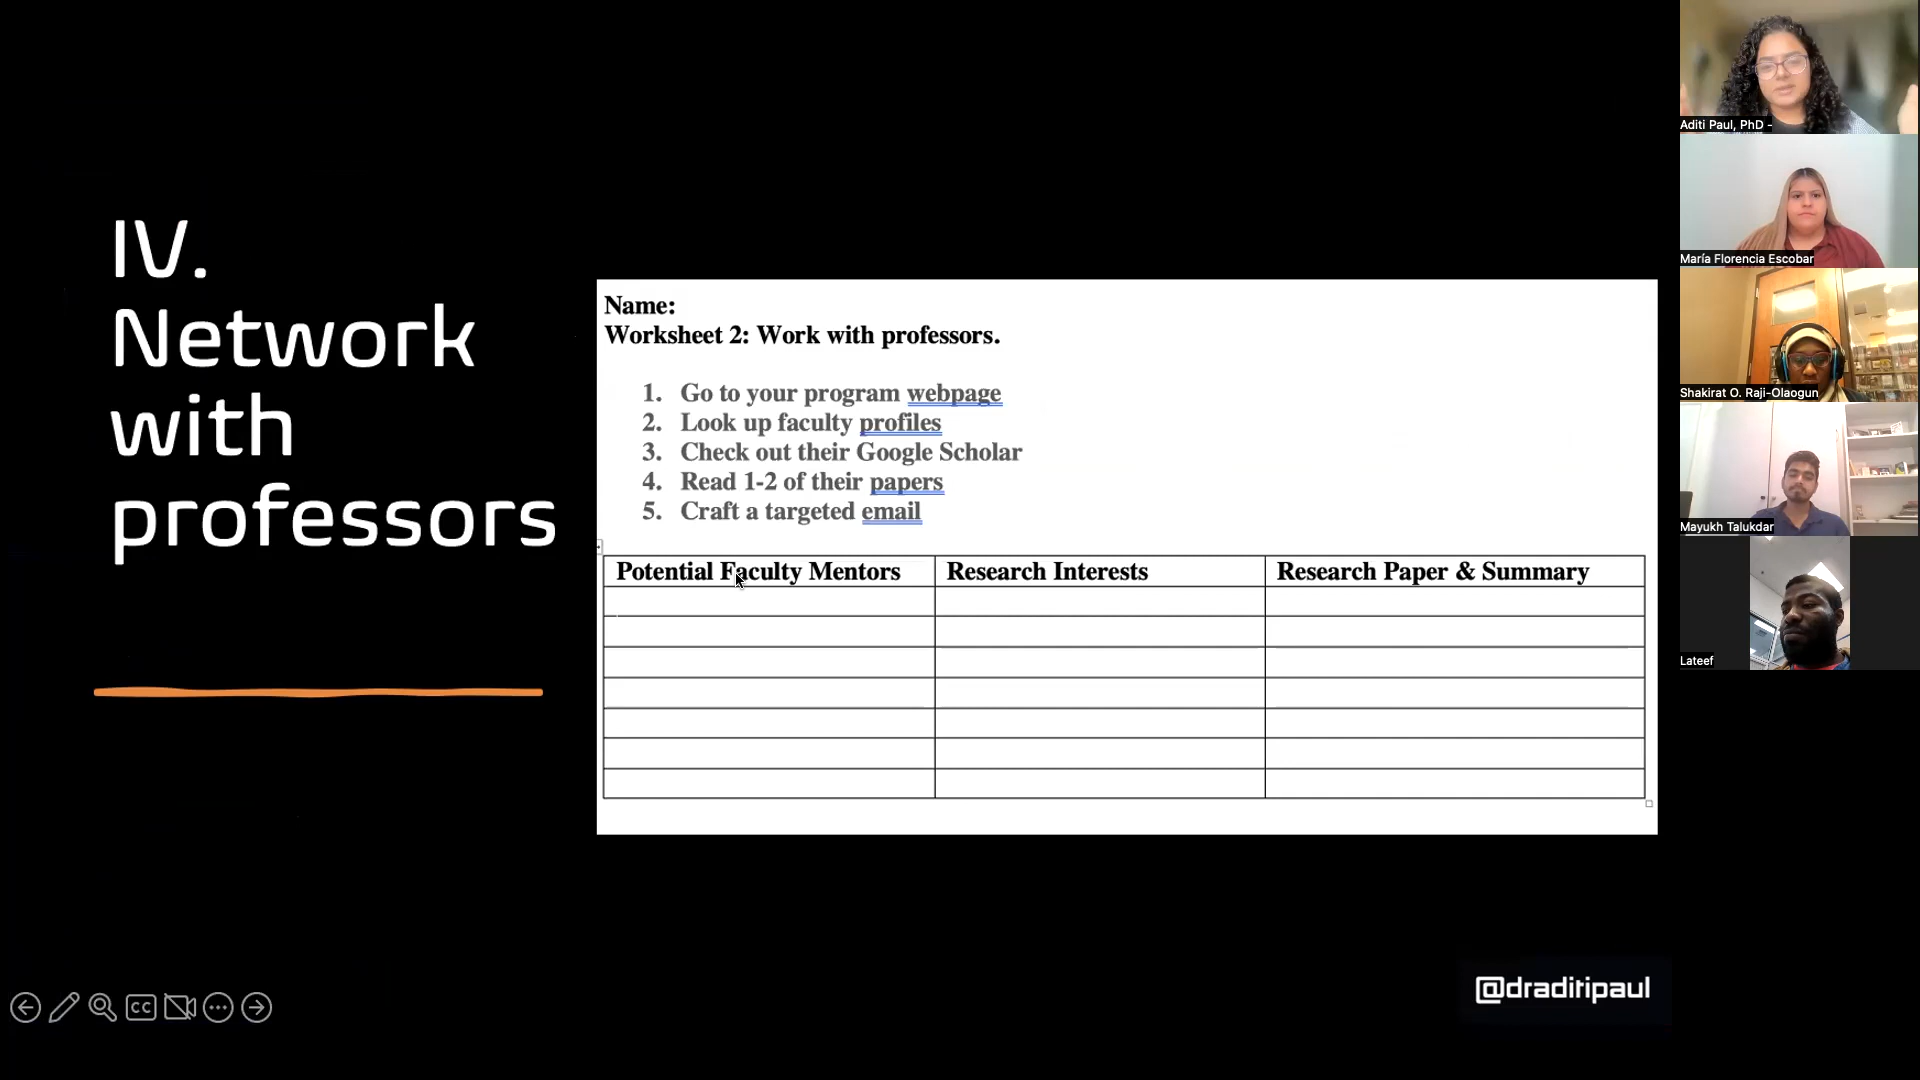 IV.
Network
with
professors
Name:
Worksheet 2: Work with professors.
1. Go to your program webpage
2. Look up faculty profiles
3. Check out their Google Scholar
4. Read 1-2 of their papers
5. Craft a targeted email
Potential Faculty Mentors Research Interests Research Paper & Summary
@draditipaul
CC
Aditi Paul, PhD -
María Florencia Escobar
Shakirat O. Raji-Olaogun
Mayukh Talukdar
Lateef